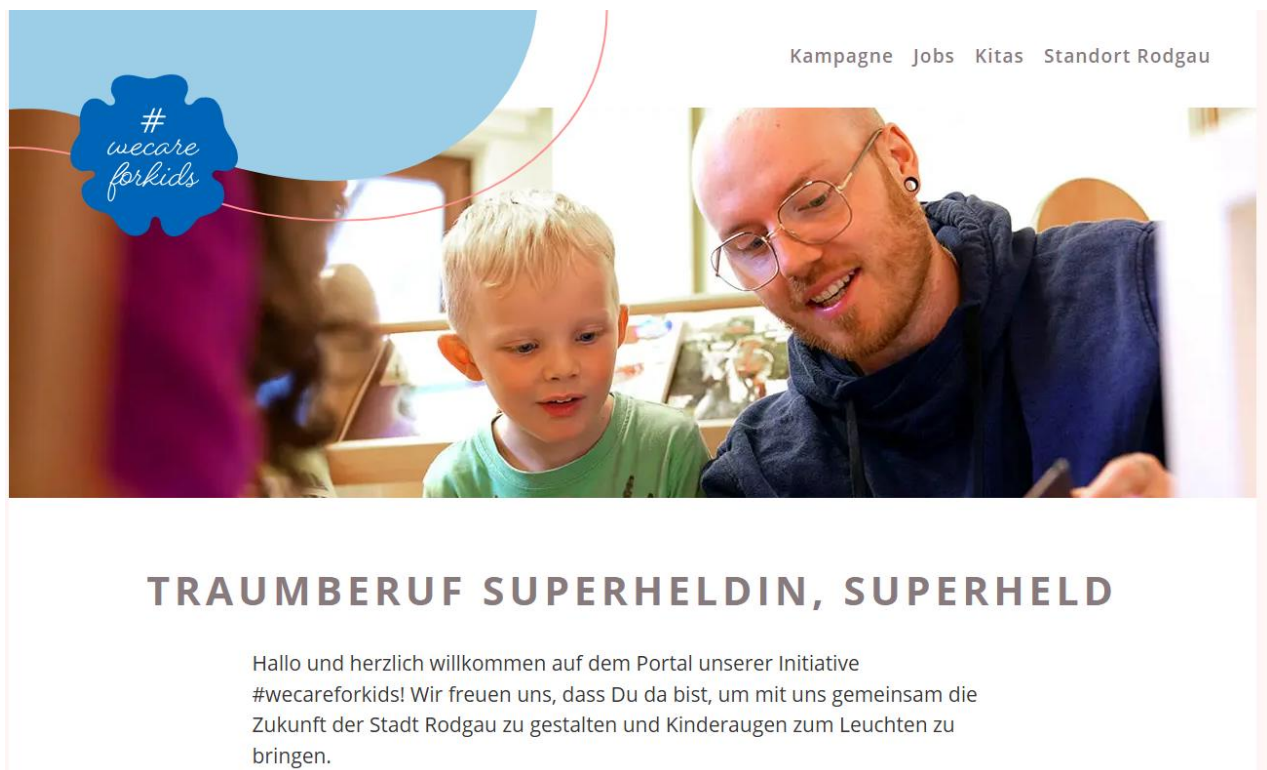 Kampagne Jobs Kitas Standort Rodgau
#
wecare
forkids
TRAUMBERUF SUPERHELDIN, SUPERHELD
Hallo und herzlich willkommen auf dem Portal unserer Initiative
#wecareforkids! Wir freuen uns, dass Du da bist, um mit uns gemeinsam die
Zukunft der Stadt Rodgau zu gestalten und Kinderaugen zum Leuchten zu
bringen.